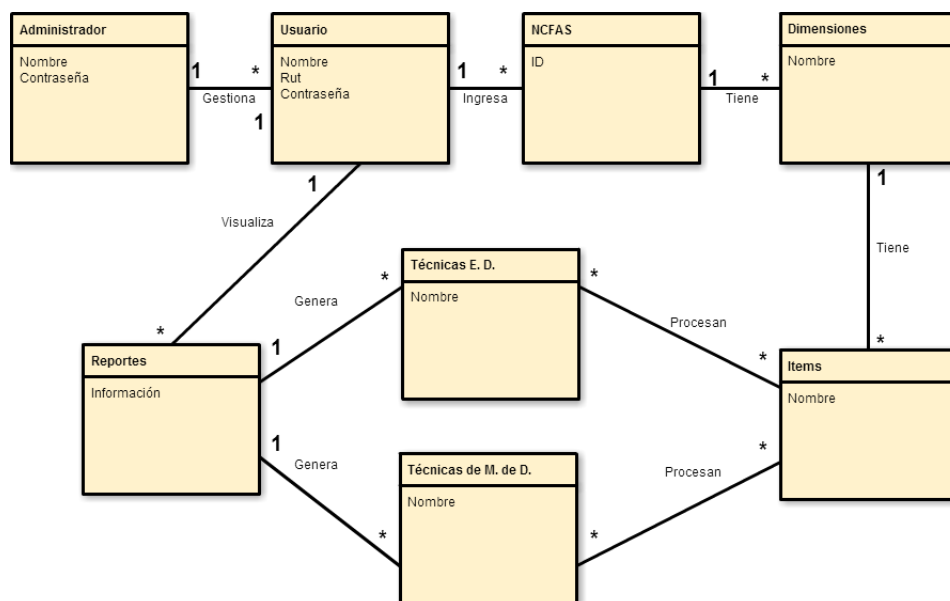 Administrador
Nombre
Contraseña
1
*
Gestiona
1
Usuario
Nombre
Rut
Contraseña
1
*
Ingresa
NCFAS
ID
1
*
Tiene
Dimensiones
Nombre
1
Visualiza
*
1
Tiene
*
Reportes
Información
1
Genera
*
Técnicas E. D.
Nombre
*
Procesan
*
Items
Nombre
1
Genera
*
Técnicas de M. de D.
Nombre
*
Procesan
*